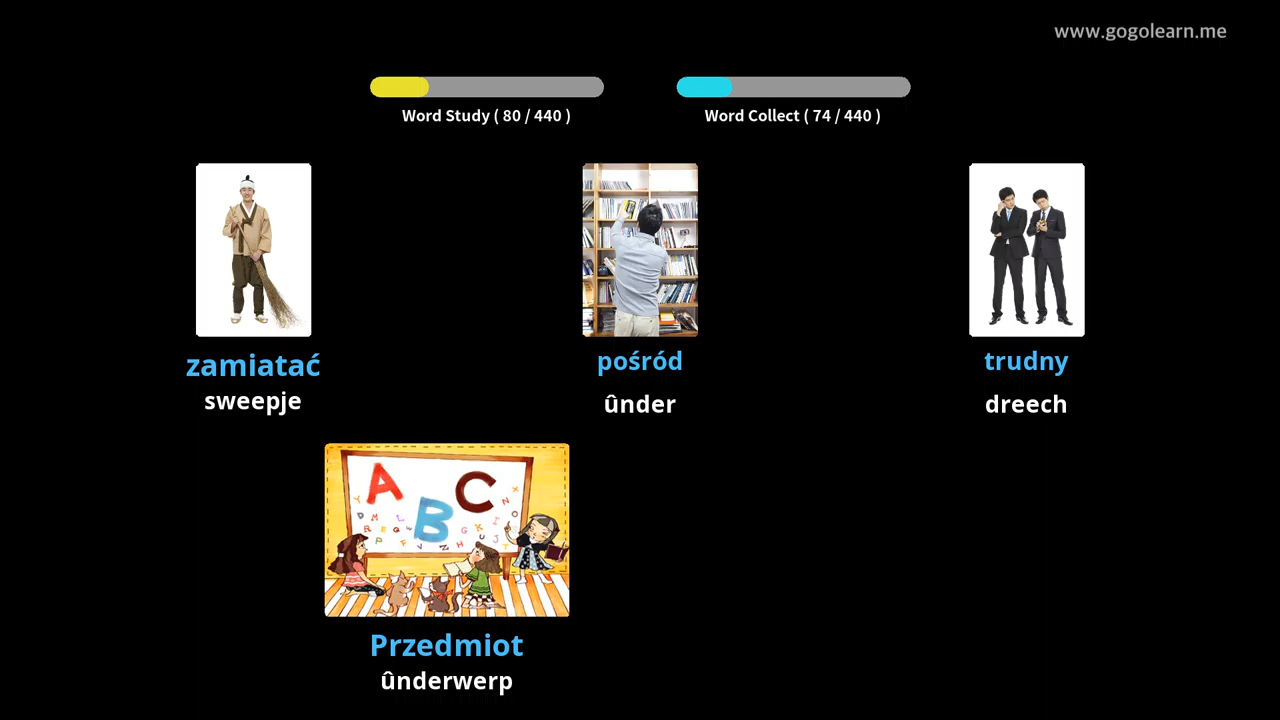 www.gogolearn.me
Word Study ( 80 / 440 )
Word Collect ( 74 / 440 )
zamiatać
sweepje
pośród
ûnder
trudny
dreech
A B C
Przedmiot
ûnderwerp